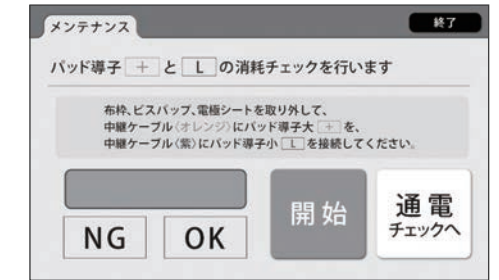 メンテナンス
終了
パッド導子 + と L の消耗チェックを行います
布枠、ビスパップ、電極シートを取り外して、
中継ケーブル〈オレンジ〉にパッド導子大 + を、
中継ケーブル〈紫〉にパッド導子小 L を接続してください。
NG OK
開始
通電
チェックへ